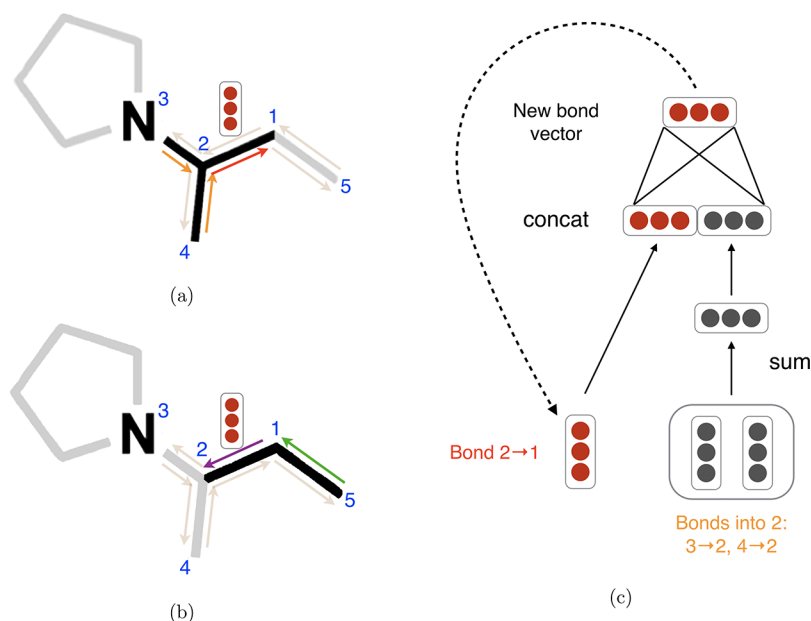 3
N
2
1
5
4
(a)
3
N
2
1
5
4
(b)
New bond
vector
concat
sum
Bond 2→1
Bonds into 2:
3→2, 4→2
(c)